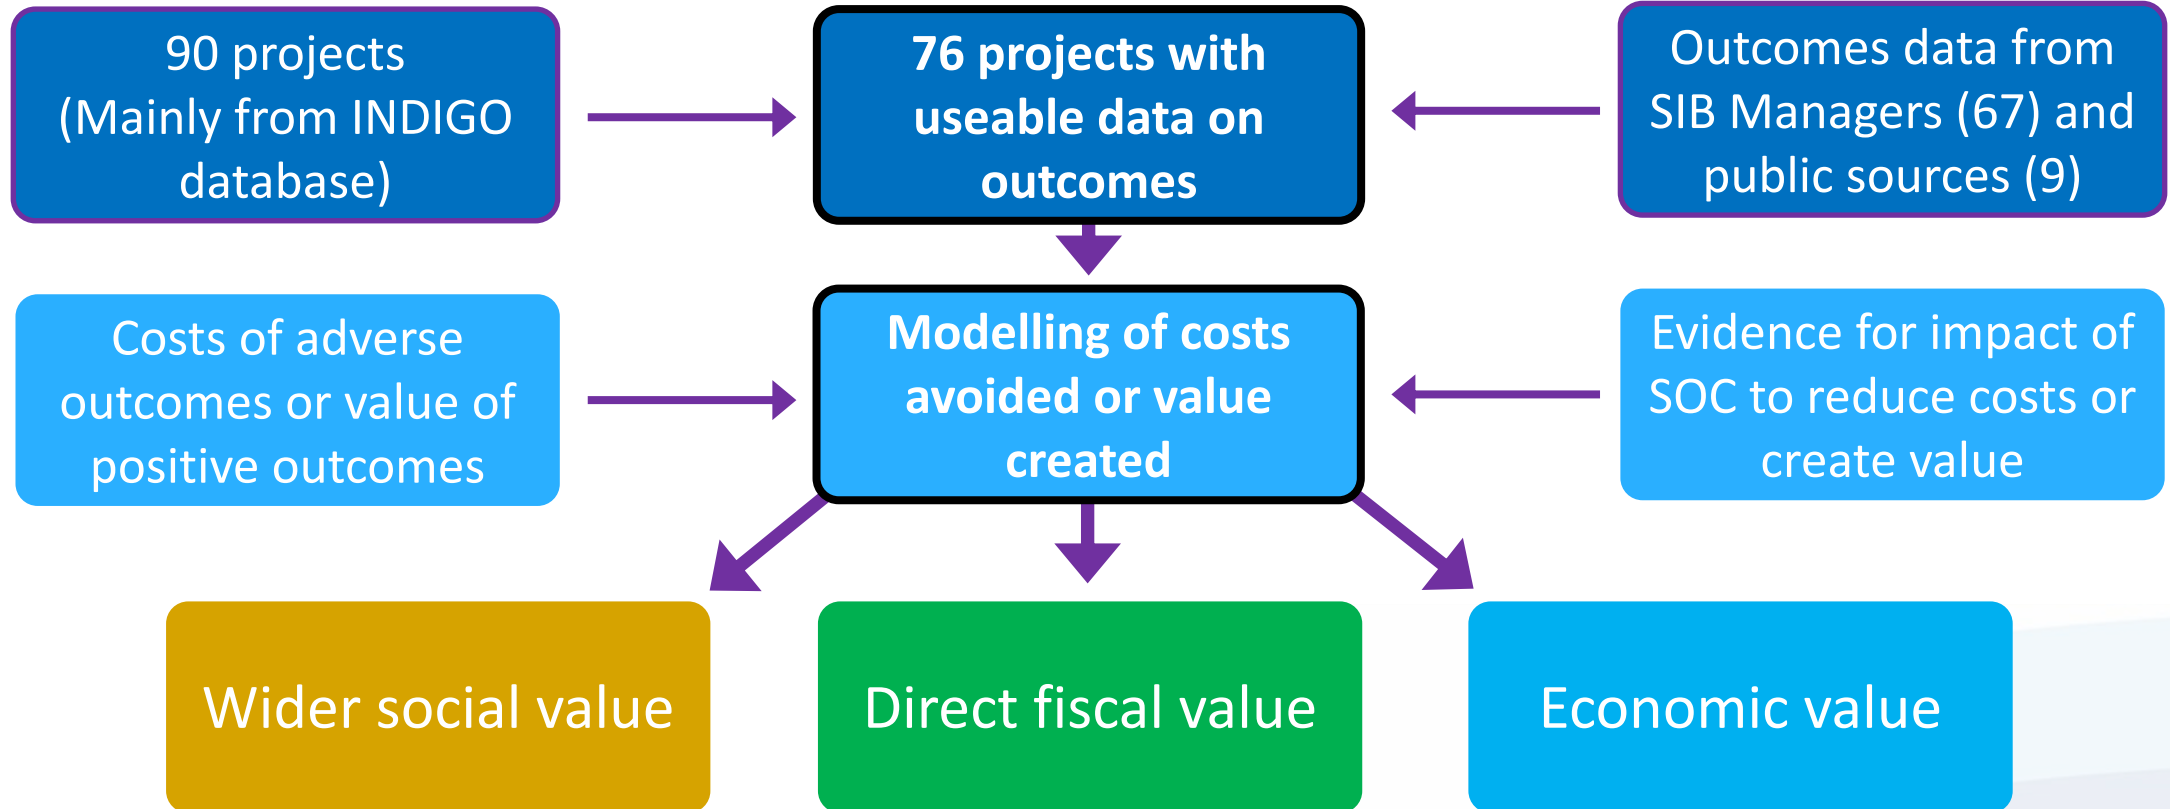 90 projects
(Mainly from INDIGO
database)
76 projects with
useable data on
outcomes
Outcomes data from
SIB Managers (67) and
public sources (9)
Costs of adverse
outcomes or value of
positive outcomes
Modelling of costs
avoided or value
created
Evidence for impact of
SOC to reduce costs or
create value
Wider social value
Direct fiscal value
Economic value